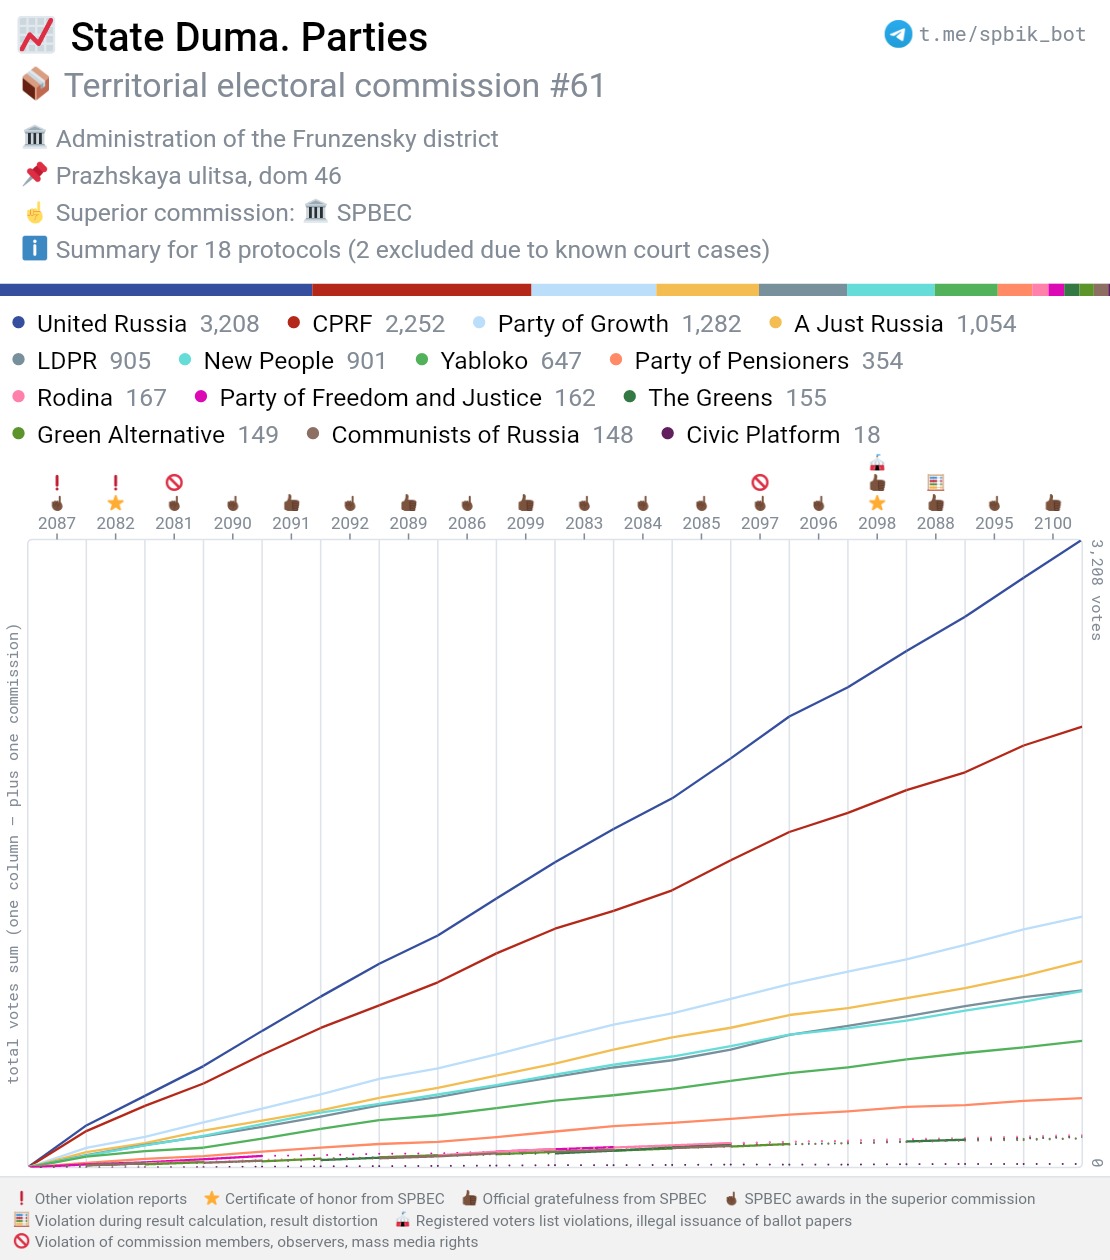 State Duma. Parties
t.me/spbik_bot
Territorial electoral commission #61
Administration of the Frunzensky district
Prazhskaya ulitsa, dom 46
Superior commission: SPBEC
Summary for 18 protocols (2 excluded due to known court cases)
United Russia 3,208 CPRF 2,252 Party of Growth 1,282 A Just Russia 1,054
LDPR 905 New People 901 Yabloko 647 Party of Pensioners 354
Rodina 167 Party of Freedom and Justice 162 The Greens 155
Green Alternative 149 Communists of Russia 148 Civic Platform 18
2087 2082 2081 2090 2091 2092 2089 2086 2099 2083 2084 2085 2097 2096 2098 2088 2095 2100
3,208 votes
total votes sum (one column – plus one commission)
0
Other violation reports Certificate of honor from SPBEC Official gratefulness from SPBEC SPBEC awards in the superior commission
Violation during result calculation, result distortion Registered voters list violations, illegal issuance of ballot papers
Violation of commission members, observers, mass media rights